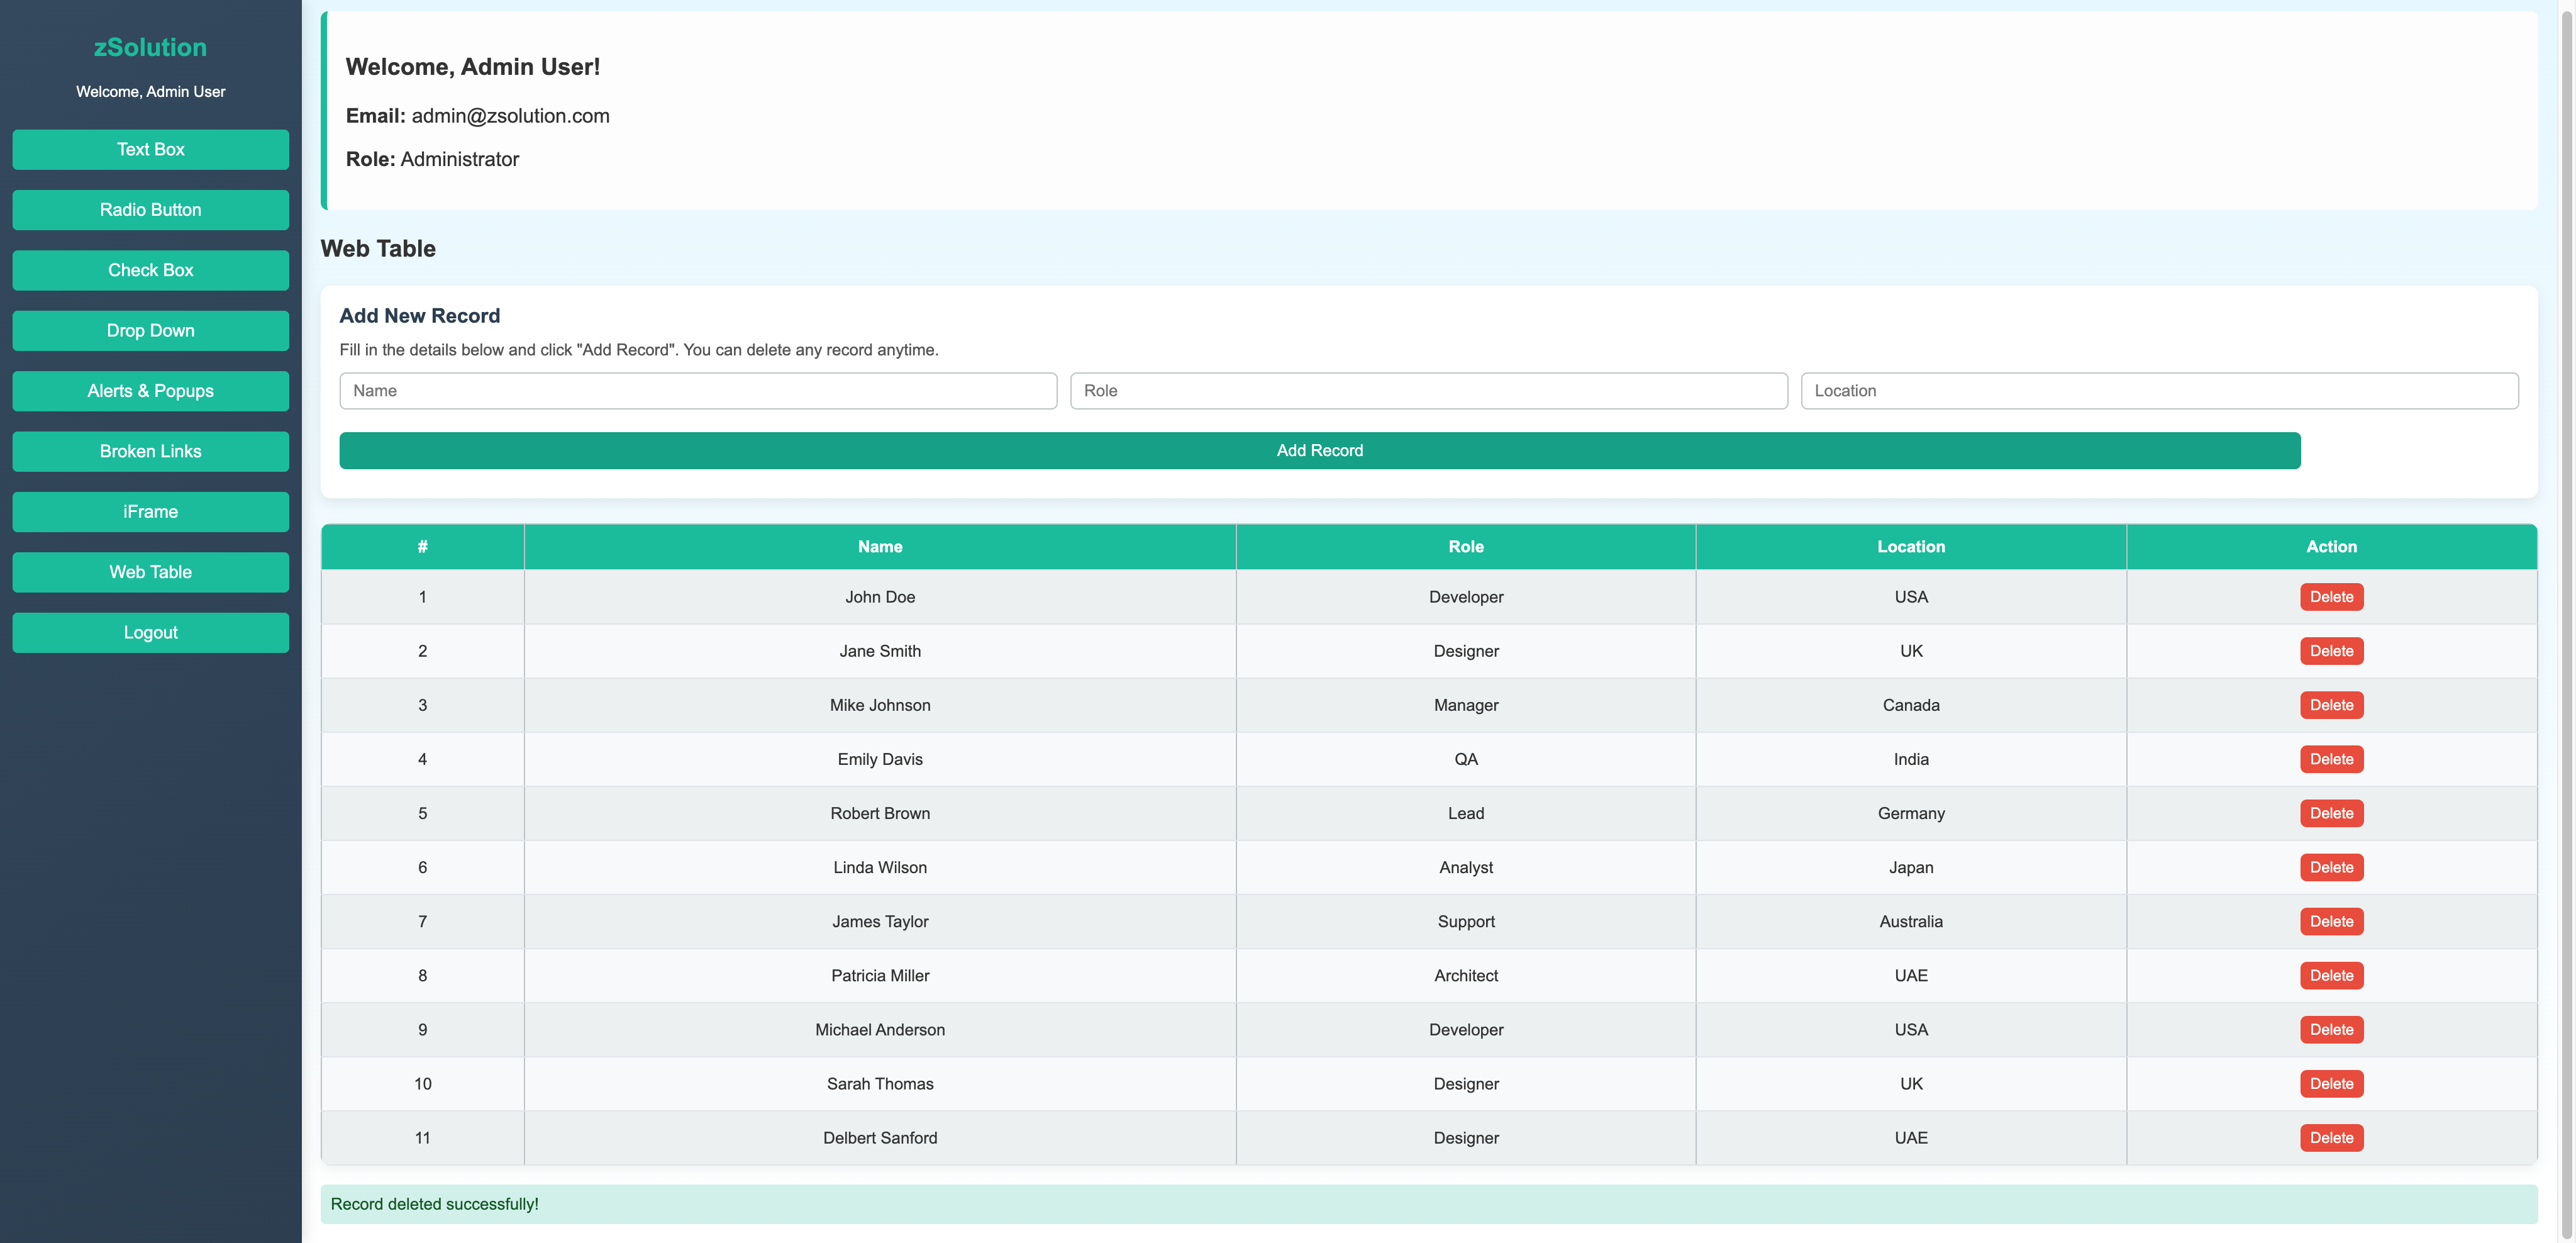 zSolution
Welcome, Admin User
Text Box
Radio Button
Check Box
Drop Down
Alerts & Popups
Broken Links
iFrame
Web Table
Logout
Welcome, Admin User!
Email: admin@zsolution.com
Role: Administrator
Web Table
Add New Record
Fill in the details below and click "Add Record". You can delete any record anytime.
Name Role Location
Add Record
# Name Role Location Action
1 John Doe Developer USA Delete
2 Jane Smith Designer UK Delete
3 Mike Johnson Manager Canada Delete
4 Emily Davis QA India Delete
5 Robert Brown Lead Germany Delete
6 Linda Wilson Analyst Japan Delete
7 James Taylor Support Australia Delete
8 Patricia Miller Architect UAE Delete
9 Michael Anderson Developer USA Delete
10 Sarah Thomas Designer UK Delete
11 Delbert Sanford Designer UAE Delete
Record deleted successfully!